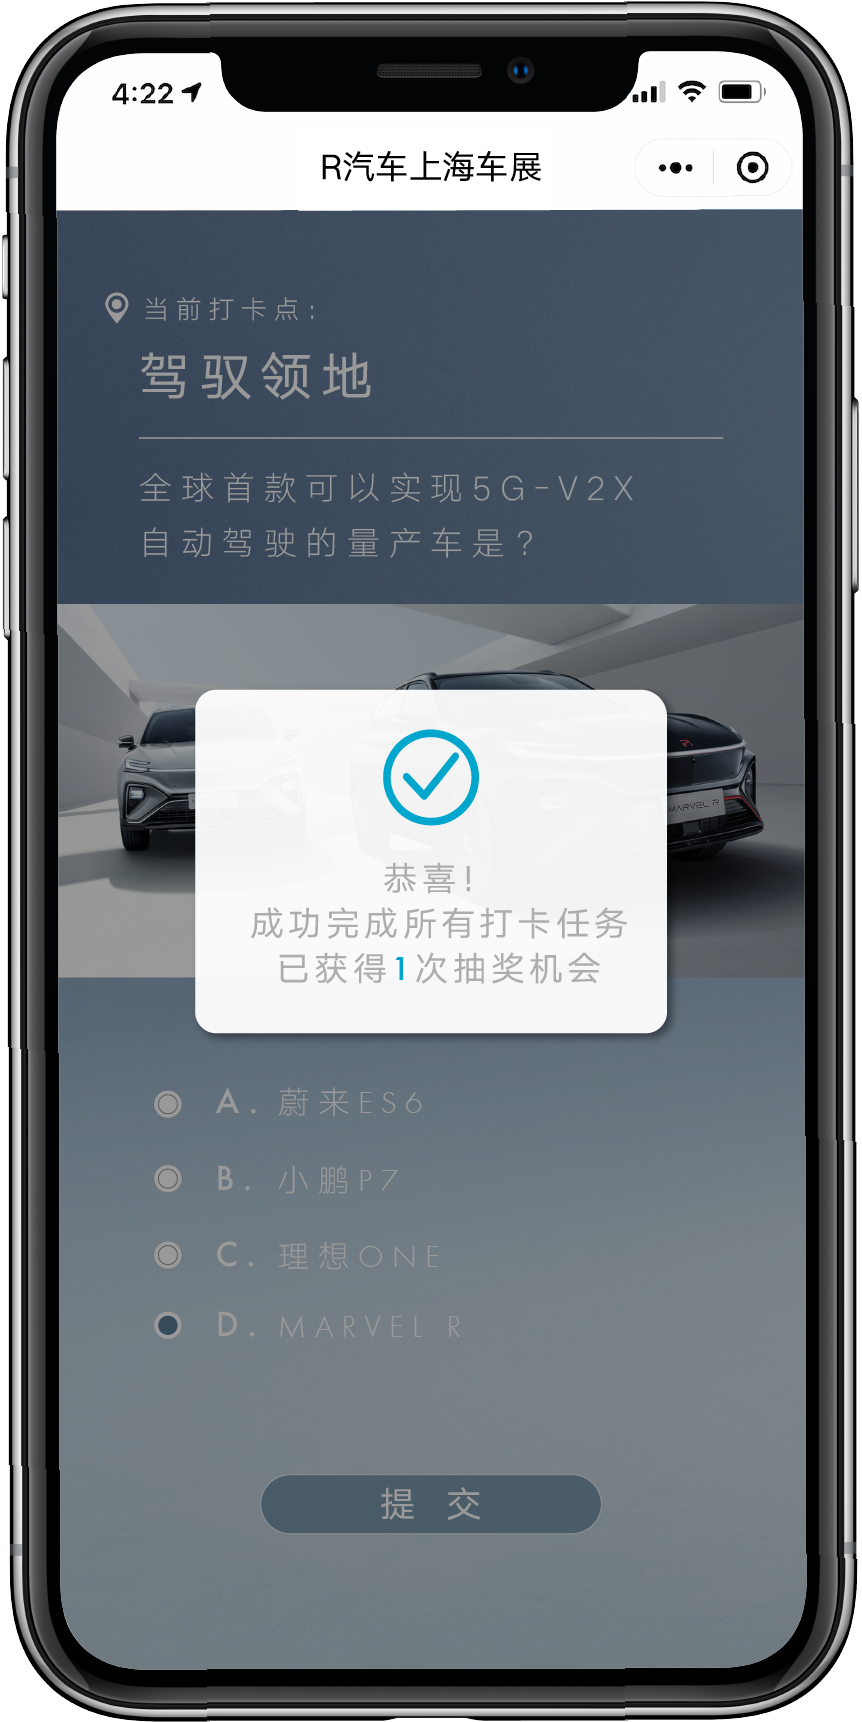 4:22
R汽车上海车展
当前打卡点:
驾驭领地
全球首款可以实现5G-V2X
自动驾驶的量产车是?
R
MARVEL R
恭喜!
成功完成所有打卡任务
已获得1次抽奖机会
A. 蔚来ES6
B. 小鹏P7
C. 理想ONE
D. MARVEL R
提 交